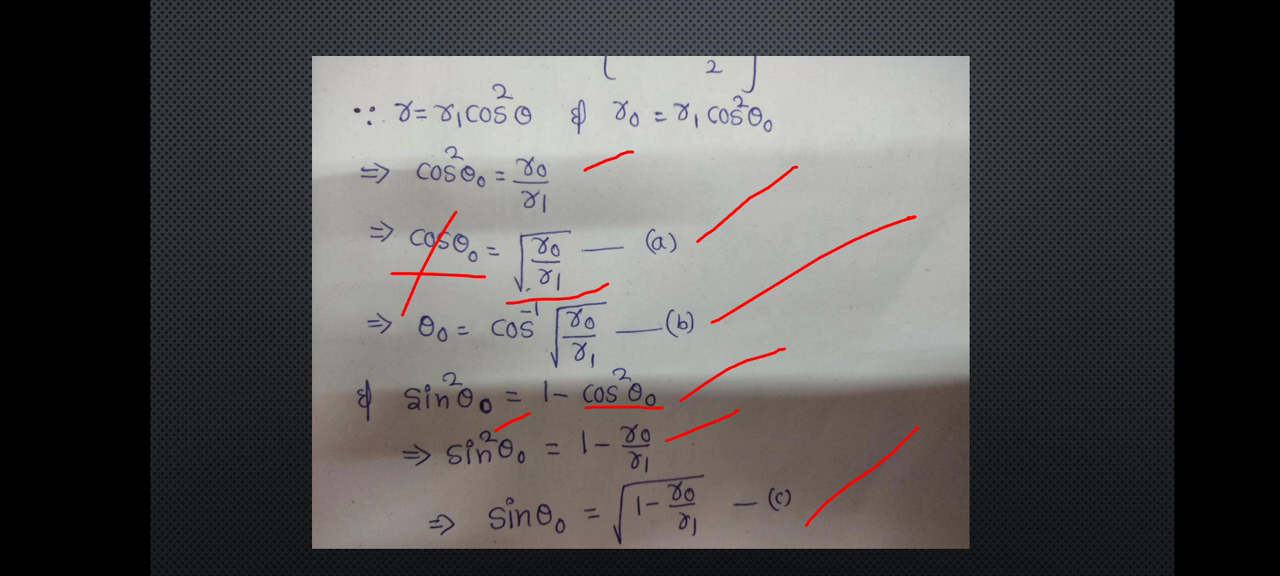 2
∵ r = r₁cos²θ & r₀ = r₁cos²θ₀
⇒ cos²θ₀ = r₀/r₁
⇒ cosθ₀ = √(r₀/r₁) — (a)
⇒ θ₀ = cos⁻¹√(r₀/r₁) — (b)
& sin²θ₀ = 1 - cos²θ₀
⇒ sin²θ₀ = 1 - r₀/r₁
⇒ sinθ₀ = √(1 - r₀/r₁) — (c)